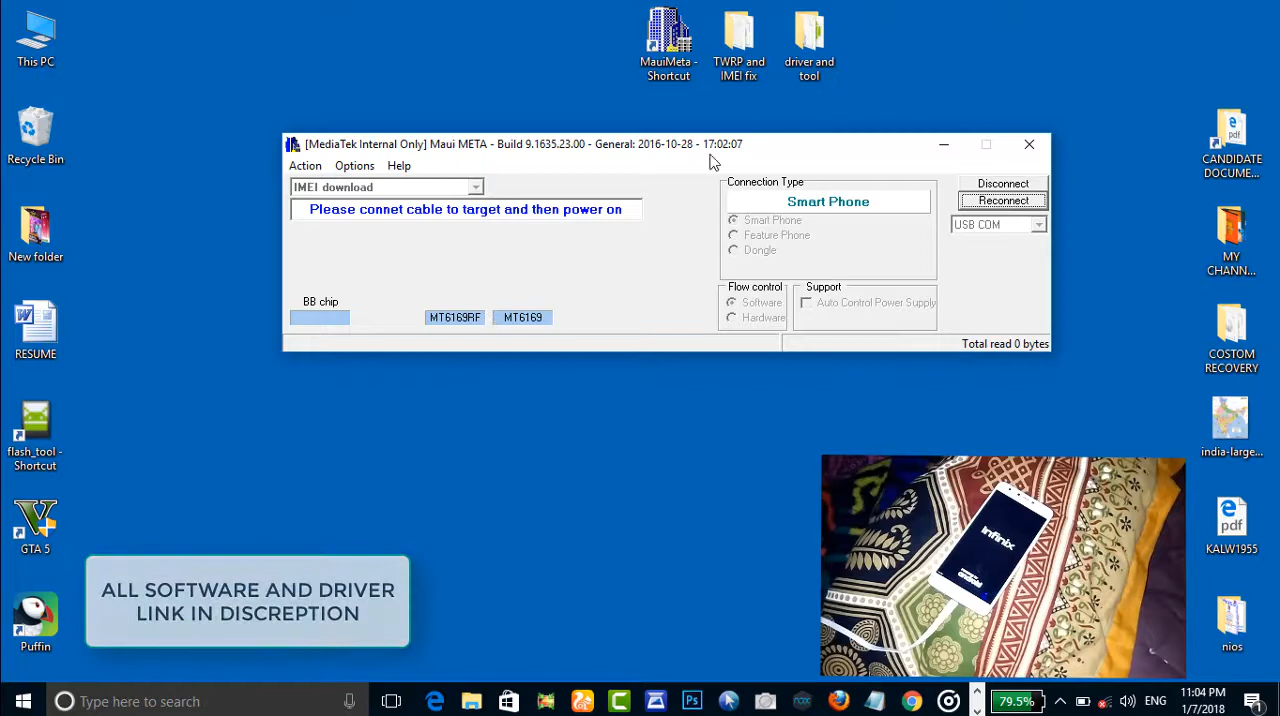 This PC
Recycle Bin
New folder
RESUME
flash_tool -
Shortcut
GTA 5
Puffin
MauiMeta -
Shortcut
TWRP and
IMEI fix
driver and
tool
[MediaTek Internal Only] Maui META - Build 9.1635.23.00 - General: 2016-10-28 - 17:02:07
Action Options Help
IMEI download
Please connet cable to target and then power on
BB chip
MT6169RF MT6169
Connection Type
Smart Phone
Smart Phone
Feature Phone
Dongle
Flow control
Software
Hardware
Support
Auto Control Power Supply
Disconnect
Reconnect
USB COM
Total read 0 bytes
pdf
CANDIDATE
DOCUME...
MY
CHANN...
COSTOM
RECOVERY
india-large...
pdf
KALW1955
nios
Infinix
android
ALL SOFTWARE AND DRIVER
LINK IN DISCREPTION
Type here to search
Ps
79.5%
ENG
11:04 PM
1/7/2018
1